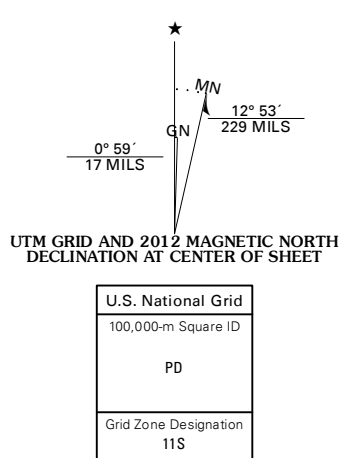 ★
MN
12° 53´
229 MILS
GN
0° 59´
17 MILS
UTM GRID AND 2012 MAGNETIC NORTH
DECLINATION AT CENTER OF SHEET
U.S. National Grid
100,000-m Square ID
PD
Grid Zone Designation
11S